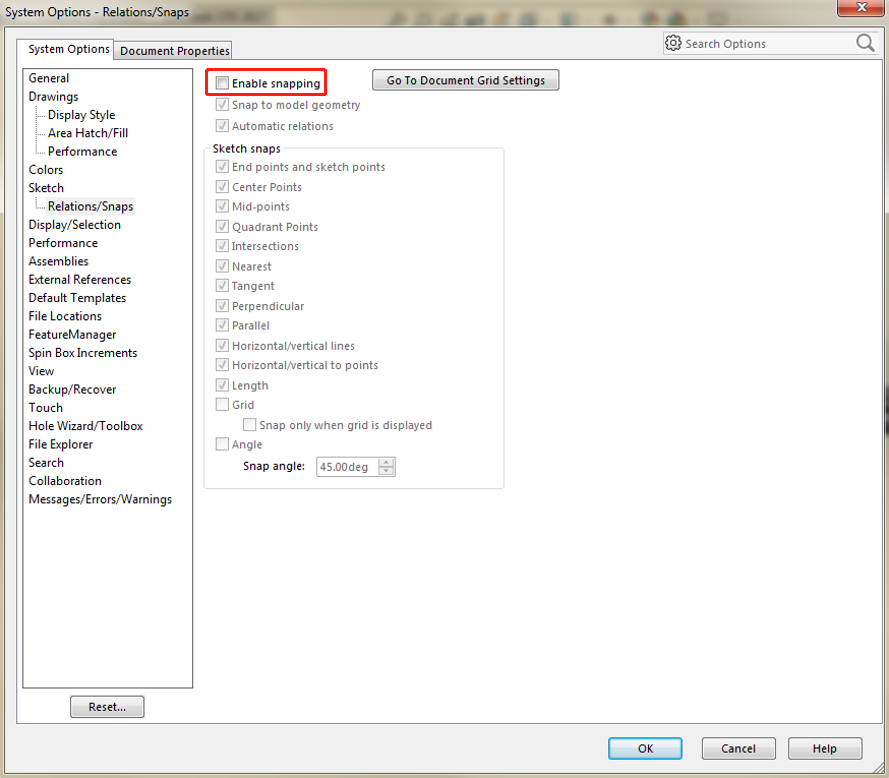 System Options - Relations/Snaps
System Options
Document Properties
Search Options
General
Drawings
Display Style
Area Hatch/Fill
Performance
Colors
Sketch
Relations/Snaps
Display/Selection
Performance
Assemblies
External References
Default Templates
File Locations
FeatureManager
Spin Box Increments
View
Backup/Recover
Touch
Hole Wizard/Toolbox
File Explorer
Search
Collaboration
Messages/Errors/Warnings
Reset...
Enable snapping
Go To Document Grid Settings
Snap to model geometry
Automatic relations
Sketch snaps
End points and sketch points
Center Points
Mid-points
Quadrant Points
Intersections
Nearest
Tangent
Perpendicular
Parallel
Horizontal/vertical lines
Horizontal/vertical to points
Length
Grid
Snap only when grid is displayed
Angle
Snap angle: 45.00deg
OK
Cancel
Help